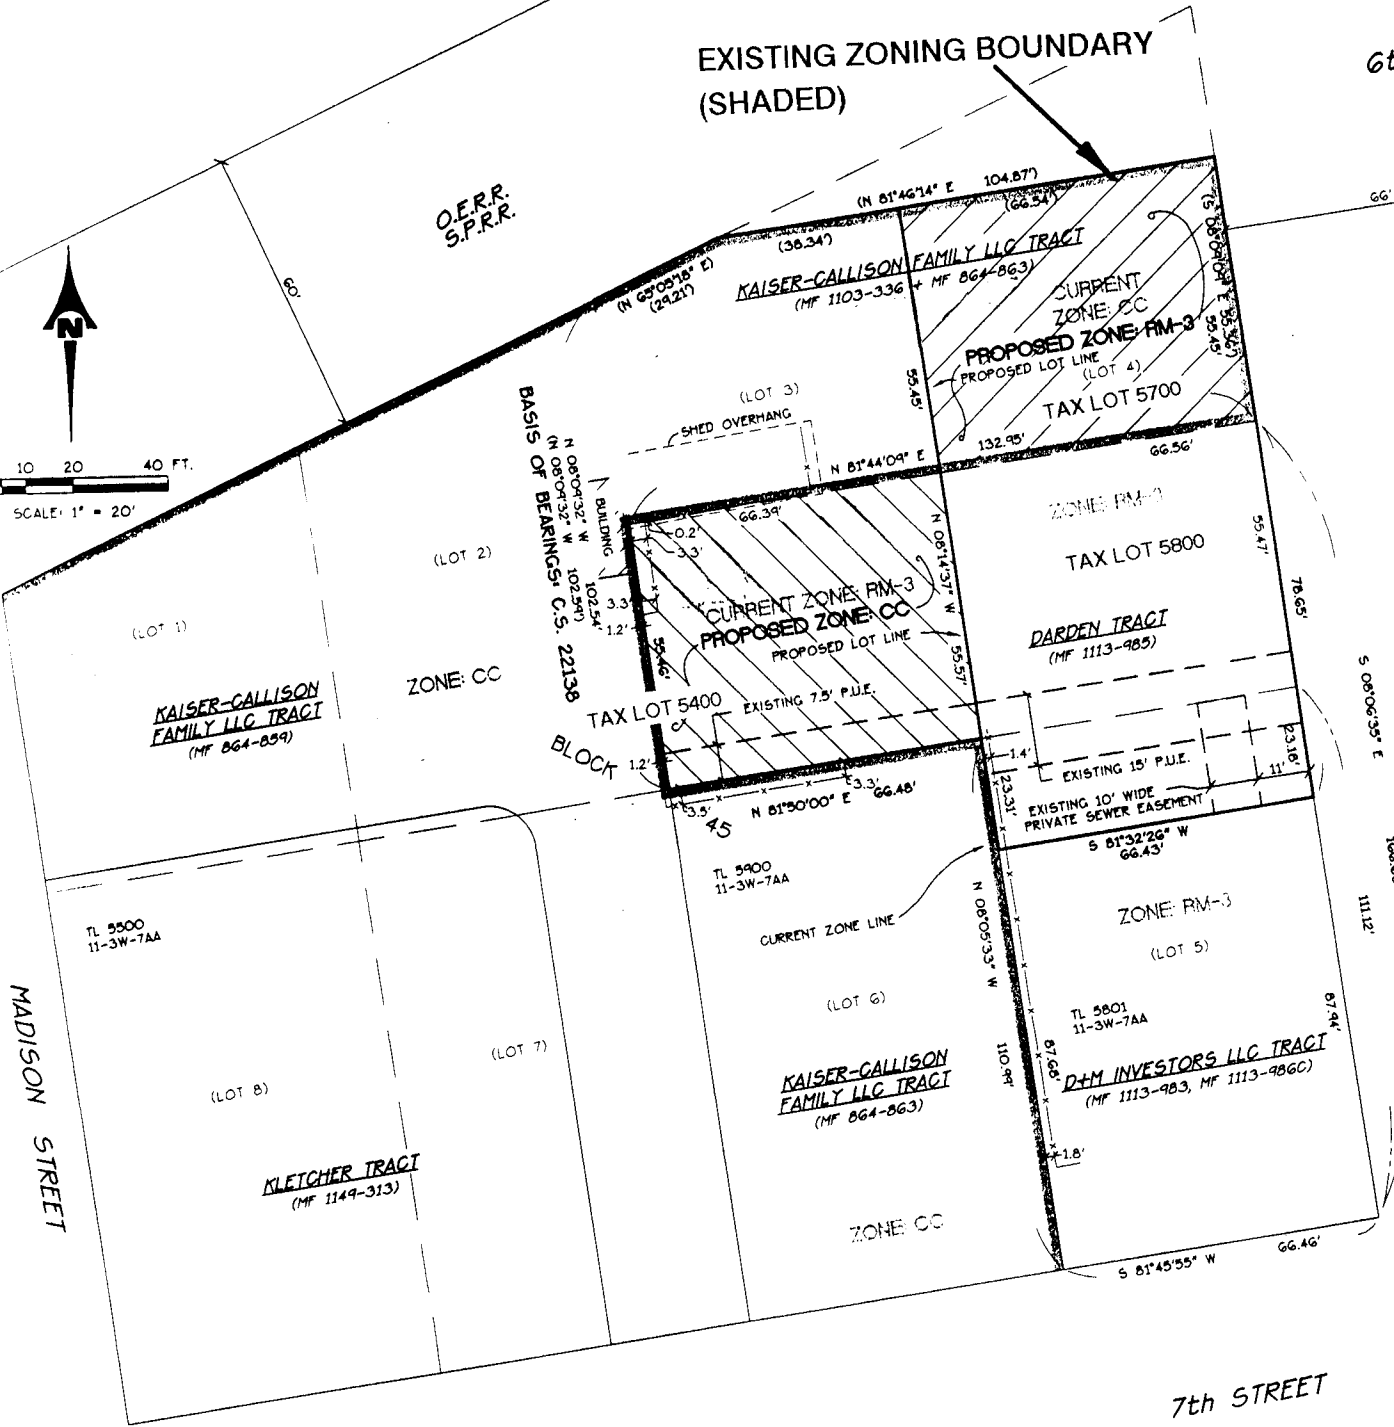 EXISTING ZONING BOUNDARY
(SHADED)
O.E.R.R.
S.P.R.R.
60'
66'
N
10 20 40 FT.
SCALE: 1" = 20'
(N 81°46'14" E 104.87')
(38.34')
(66.54')
(N 65°05'18" E)
(29.21')
KAISER-CALLISON FAMILY LLC TRACT
(MF 1103-336 + MF 864-863)
CURRENT
ZONE: CC
PROPOSED ZONE: RM-3
PROPOSED LOT LINE
(LOT 4)
TAX LOT 5700
55.45'
55.45'
132.95'
66.56'
N 81°44'09" E
(LOT 3)
SHED OVERHANG
BASIS OF BEARINGS: C.S. 22138
N 08°09'32" W 102.54'
(N 08°09'32" W 102.59')
BUILDING
66.39'
0.2'
3.3'
3.3'
1.2'
55.46'
CURRENT ZONE: RM-3
PROPOSED ZONE: CC
PROPOSED LOT LINE
N 08°14'37" W
55.57'
TAX LOT 5400
EXISTING 7.5' P.U.E.
BLOCK
45
1.2'
3.5'
3.3'
N 81°50'00" E 66.48'
ZONE: RM-3
TAX LOT 5800
DARDEN TRACT
(MF 1113-985)
55.47'
78.65'
S 08°06'35" E
1.4'
23.31'
23.18'
11'
EXISTING 15' P.U.E.
EXISTING 10' WIDE
PRIVATE SEWER EASEMENT
S 81°32'26" W
66.43'
(LOT 1)
(LOT 2)
KAISER-CALLISON
FAMILY LLC TRACT
(MF 864-859)
ZONE: CC
TL 5500
11-3W-7AA
TL 5900
11-3W-7AA
CURRENT ZONE LINE
N 08°05'33" W
110.99'
ZONE: RM-3
(LOT 5)
111.12'
87.94'
TL 5801
11-3W-7AA
87.68'
D+M INVESTORS LLC TRACT
(MF 1113-983, MF 1113-986C)
1.8'
(LOT 6)
KAISER-CALLISON
FAMILY LLC TRACT
(MF 864-863)
ZONE: CC
(LOT 7)
(LOT 8)
KLETCHER TRACT
(MF 1149-313)
MADISON STREET
S 81°45'55" W 66.46'
7th STREET